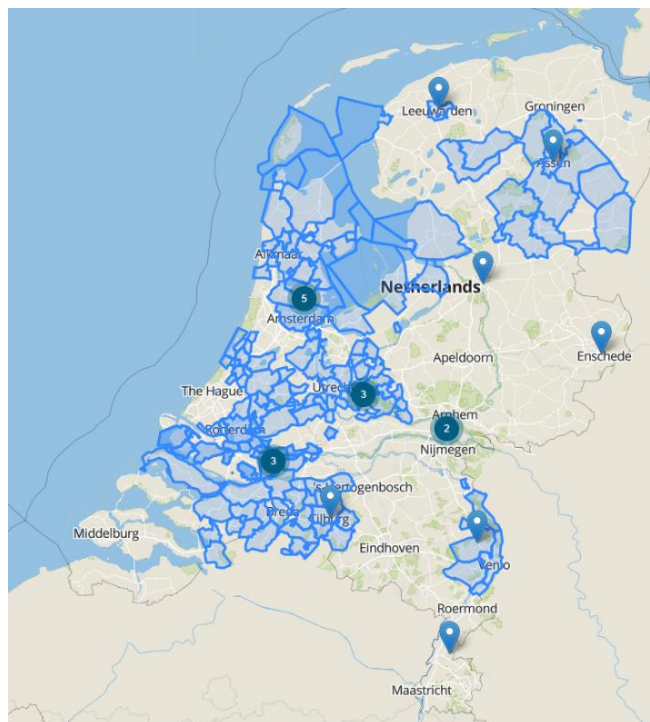 Leeuwarden
Groningen
Assen
Alkmaar
Netherlands
5
Amsterdam
Enschede
Apeldoorn
The Hague
Utrecht
3
Arnhem
2
Rotterdam
Nijmegen
3
's-Hertogenbosch
Breda
Tilburg
Middelburg
Eindhoven
Venlo
Roermond
Maastricht